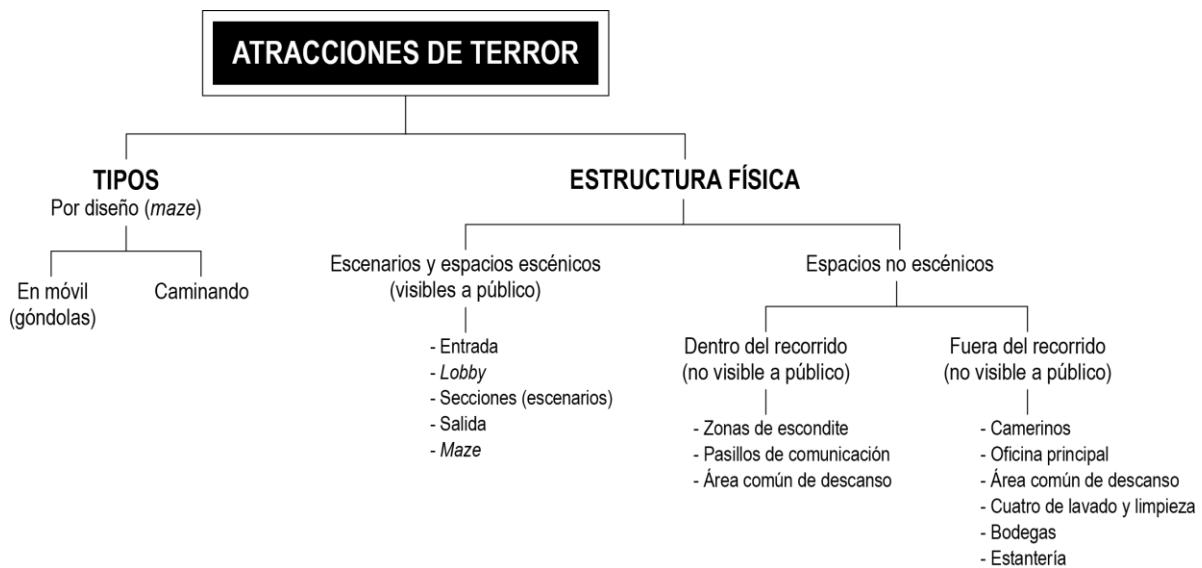 ATRACCIONES DE TERROR
TIPOS
Por diseño (maze)
En móvil
(góndolas)
Caminando
ESTRUCTURA FÍSICA
Escenarios y espacios escénicos
(visibles a público)
- Entrada
- Lobby
- Secciones (escenarios)
- Salida
- Maze
Espacios no escénicos
Dentro del recorrido
(no visible a público)
- Zonas de escondite
- Pasillos de comunicación
- Área común de descanso
Fuera del recorrido
(no visible a público)
- Camerinos
- Oficina principal
- Área común de descanso
- Cuatro de lavado y limpieza
- Bodegas
- Estantería